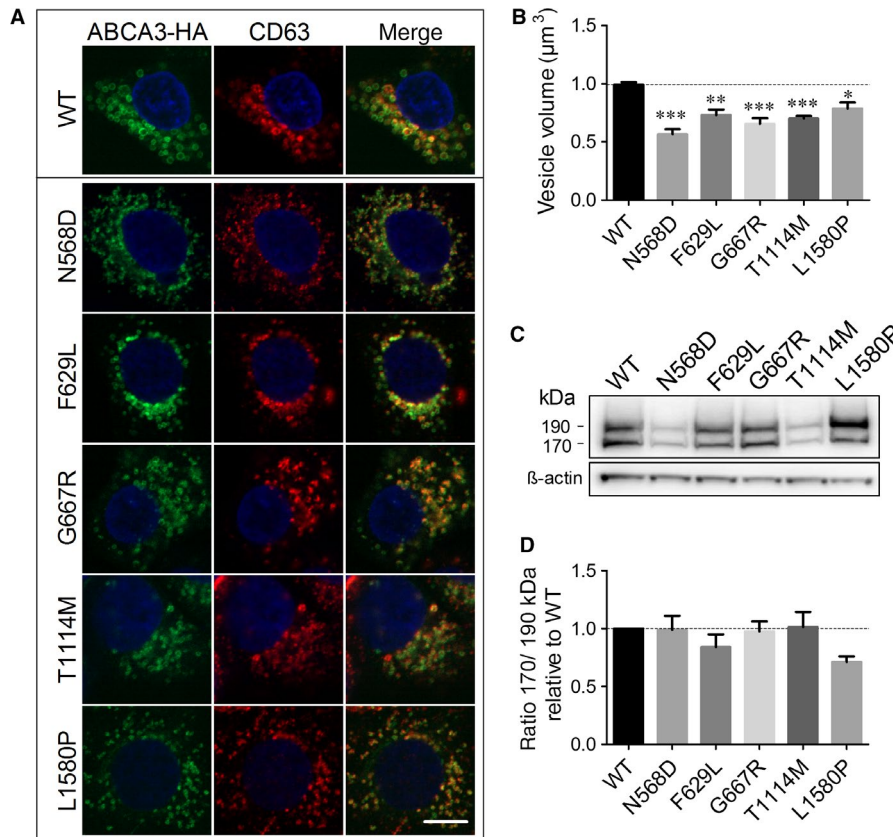 A
ABCA3-HA CD63 Merge
WT
N568D
F629L
G667R
T1114M
L1580P
B
Vesicle volume (µm³)
1.5
1.0
0.5
0.0
*** ** *** *** *
WT N568D F629L G667R T1114M L1580P
C
WT N568D F629L G667R T1114M L1580P
kDa
190
170
ß-actin
D
Ratio 170/ 190 kDa
relative to WT
1.5
1.0
0.5
0.0
WT N568D F629L G667R T1114M L1580P